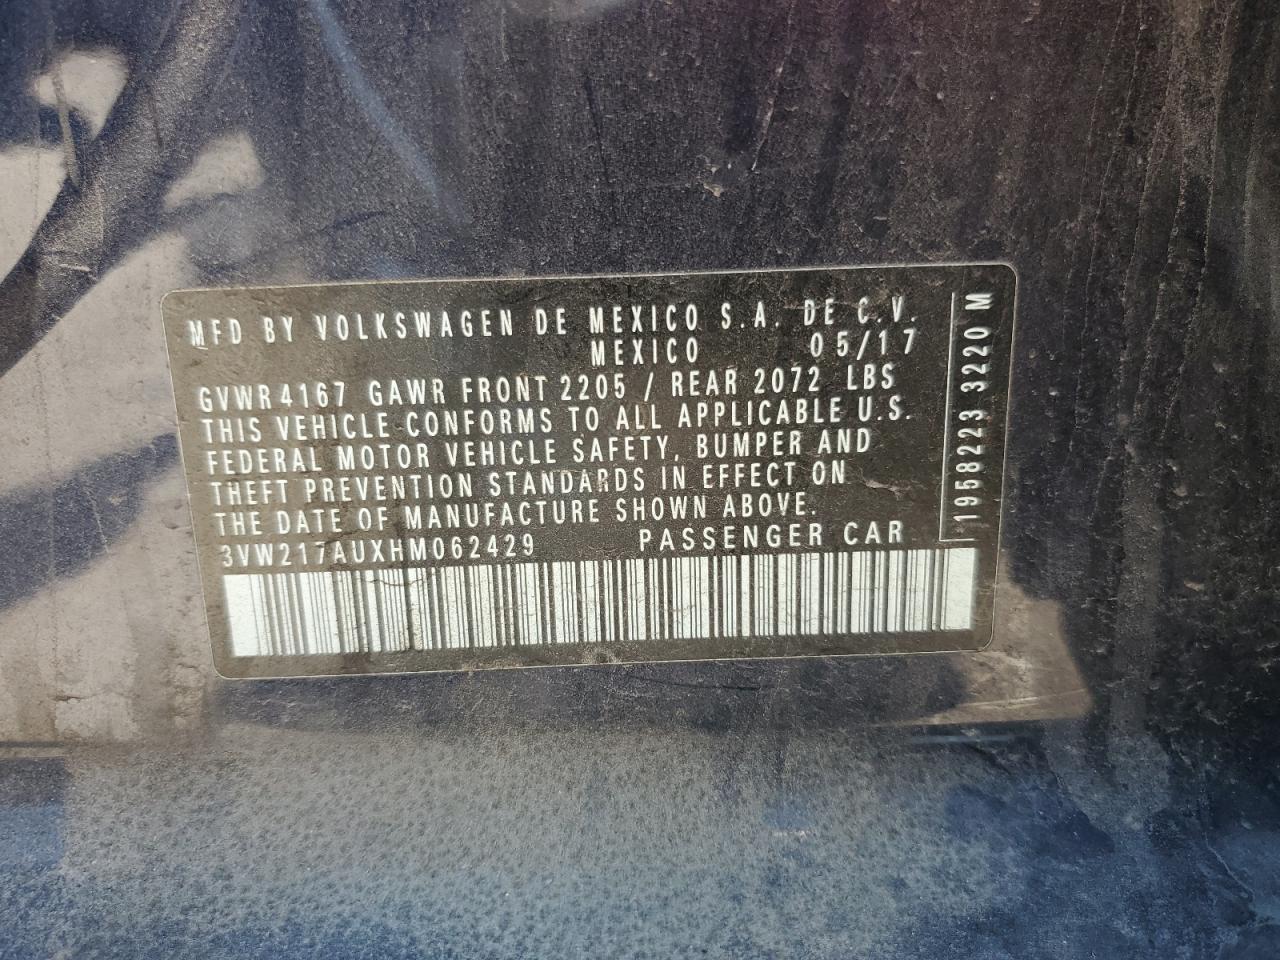 MFD BY VOLKSWAGEN DE MEXICO S.A. DE C.V.
MEXICO 05/17
GVWR 4167 GAWR FRONT 2205 / REAR 2072 LBS
THIS VEHICLE CONFORMS TO ALL APPLICABLE U.S.
FEDERAL MOTOR VEHICLE SAFETY, BUMPER AND
THEFT PREVENTION STANDARDS IN EFFECT ON
THE DATE OF MANUFACTURE SHOWN ABOVE.
3VW217AUXHM062429 PASSENGER CAR
1958223 3220 M